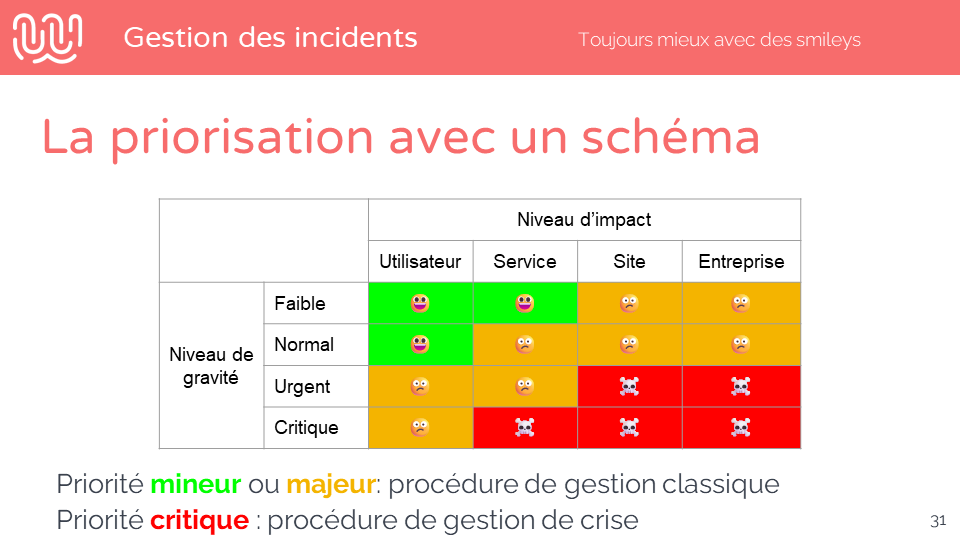 Gestion des incidents
Toujours mieux avec des smileys
La priorisation avec un schéma
Niveau d'impact
Utilisateur Service Site Entreprise
Faible
Normal
Niveau de
gravité
Urgent
Critique
Priorité mineur ou majeur: procédure de gestion classique
Priorité critique : procédure de gestion de crise
31